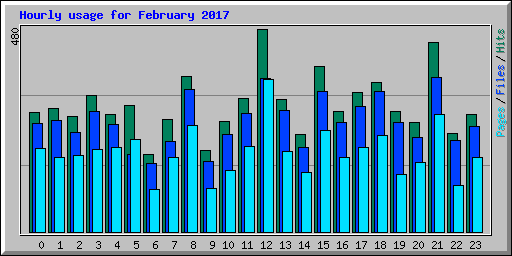 Hourly usage for February 2017
480
Pages / Files / Hits
0 1 2 3 4 5 6 7 8 9 10 11 12 13 14 15 16 17 18 19 20 21 22 23